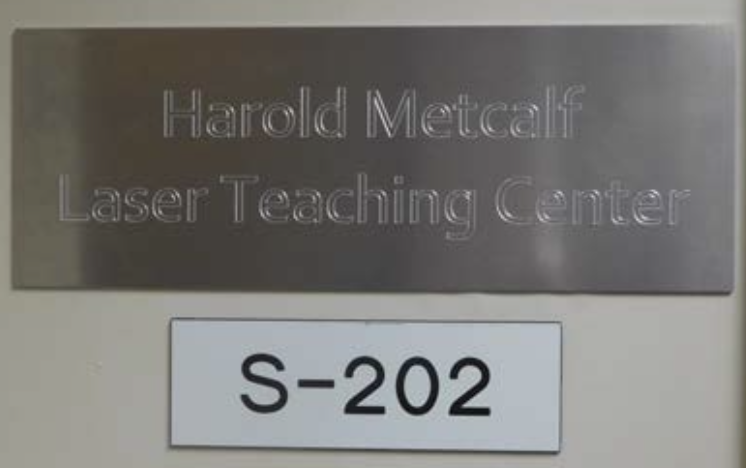 Harold Metcalf
Laser Teaching Center
S-202